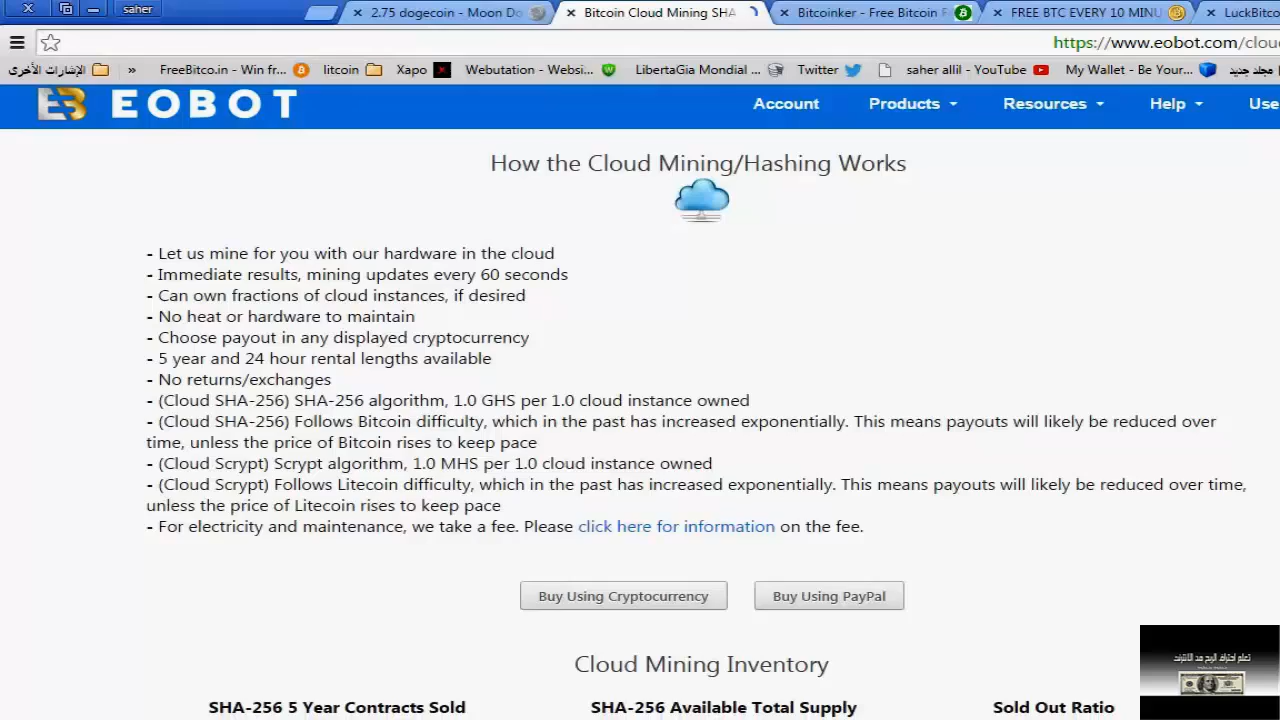 saher
2.75 dogecoin - Moon Do
Bitcoin Cloud Mining SHA
Bitcoinker - Free Bitcoin F
FREE BTC EVERY 10 MINU
LuckBitco
https://www.eobot.com/clou
الإشارات الأخرى
»
FreeBitco.in - Win fr...
litcoin
Xapo
Webutation - Websi...
LibertaGia Mondial ...
Twitter
saher allil - YouTube
My Wallet - Be Your...
مجلد جديد
EB EOBOT
Account
Products
Resources
Help
Use
How the Cloud Mining/Hashing Works
- Let us mine for you with our hardware in the cloud
- Immediate results, mining updates every 60 seconds
- Can own fractions of cloud instances, if desired
- No heat or hardware to maintain
- Choose payout in any displayed cryptocurrency
- 5 year and 24 hour rental lengths available
- No returns/exchanges
- (Cloud SHA-256) SHA-256 algorithm, 1.0 GHS per 1.0 cloud instance owned
- (Cloud SHA-256) Follows Bitcoin difficulty, which in the past has increased exponentially. This means payouts will likely be reduced over
time, unless the price of Bitcoin rises to keep pace
- (Cloud Scrypt) Scrypt algorithm, 1.0 MHS per 1.0 cloud instance owned
- (Cloud Scrypt) Follows Litecoin difficulty, which in the past has increased exponentially. This means payouts will likely be reduced over time,
unless the price of Litecoin rises to keep pace
- For electricity and maintenance, we take a fee. Please click here for information on the fee.
Buy Using Cryptocurrency
Buy Using PayPal
Cloud Mining Inventory
SHA-256 5 Year Contracts Sold
SHA-256 Available Total Supply
Sold Out Ratio
تعلم احتراف الربح من الانترنت